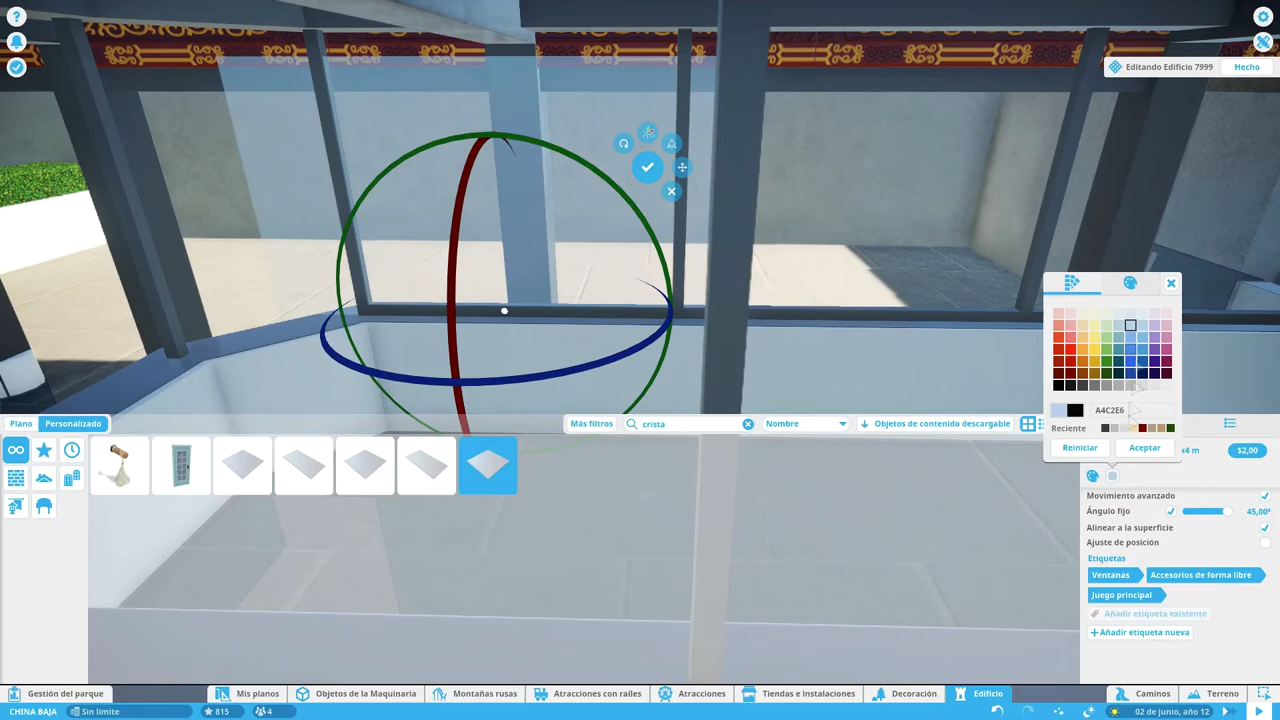 ?
Editando Edificio 7999 Hecho
A4C2E6
Reciente
Reiniciar Aceptar
Plano Personalizado Más filtros crista Nombre Objetos de contenido descargable
x4 m $2,00
Movimiento avanzado
Ángulo fijo 45,00°
Alinear a la superficie
Ajuste de posición
Etiquetas
Ventanas Accesorios de forma libre
Juego principal
Añadir etiqueta existente
+Añadir etiqueta nueva
Gestión del parque Mis planos Objetos de la Maquinaria Montañas rusas Atracciones con raíles Atracciones Tiendas e instalaciones Decoración Edificio Caminos Terreno
CHINA BAJA Sin límite 815 4 02 de junio, año 12